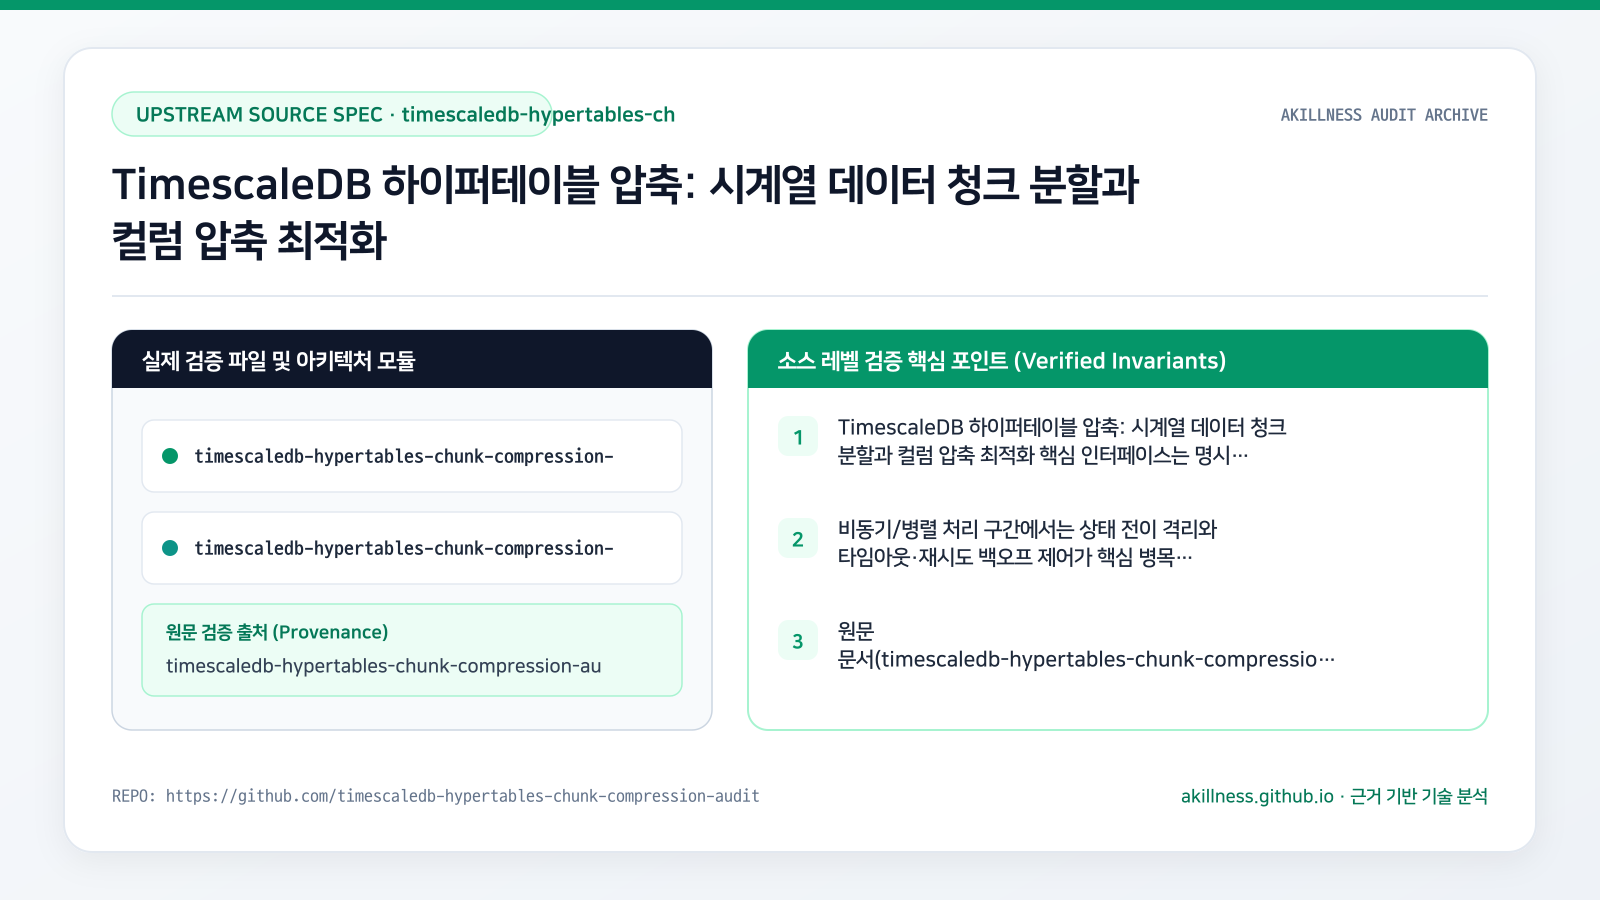 UPSTREAM SOURCE SPEC · timescaledb-hypertables-ch
AKILLNESS AUDIT ARCHIVE
TimescaleDB 하이퍼테이블 압축: 시계열 데이터 청크 분할과
컬럼 압축 최적화
실제 검증 파일 및 아키텍처 모듈
timescaledb-hypertables-chunk-compression-
timescaledb-hypertables-chunk-compression-
원문 검증 출처 (Provenance)
timescaledb-hypertables-chunk-compression-au
소스 레벨 검증 핵심 포인트 (Verified Invariants)
1
TimescaleDB 하이퍼테이블 압축: 시계열 데이터 청크
분할과 컬럼 압축 최적화 핵심 인터페이스는 명시…
2
비동기/병렬 처리 구간에서는 상태 전이 격리와
타임아웃·재시도 백오프 제어가 핵심 병목…
3
원문
문서(timescaledb-hypertables-chunk-compressio…
REPO: https://github.com/timescaledb-hypertables-chunk-compression-audit
akillness.github.io · 근거 기반 기술 분석